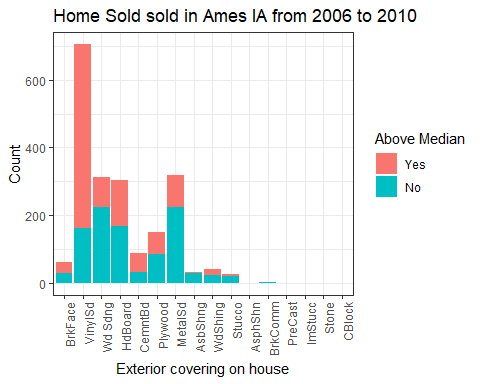 Home Sold sold in Ames IA from 2006 to 2010
600
400
200
0
Count
BrkFace
VinylSd
Wd Sdng
HdBoard
CemntBd
Plywood
MetalSd
AsbShng
WdShing
Stucco
AsphShn
BrkComm
PreCast
ImStucc
Stone
CBlock
Exterior covering on house
Above Median
Yes
No